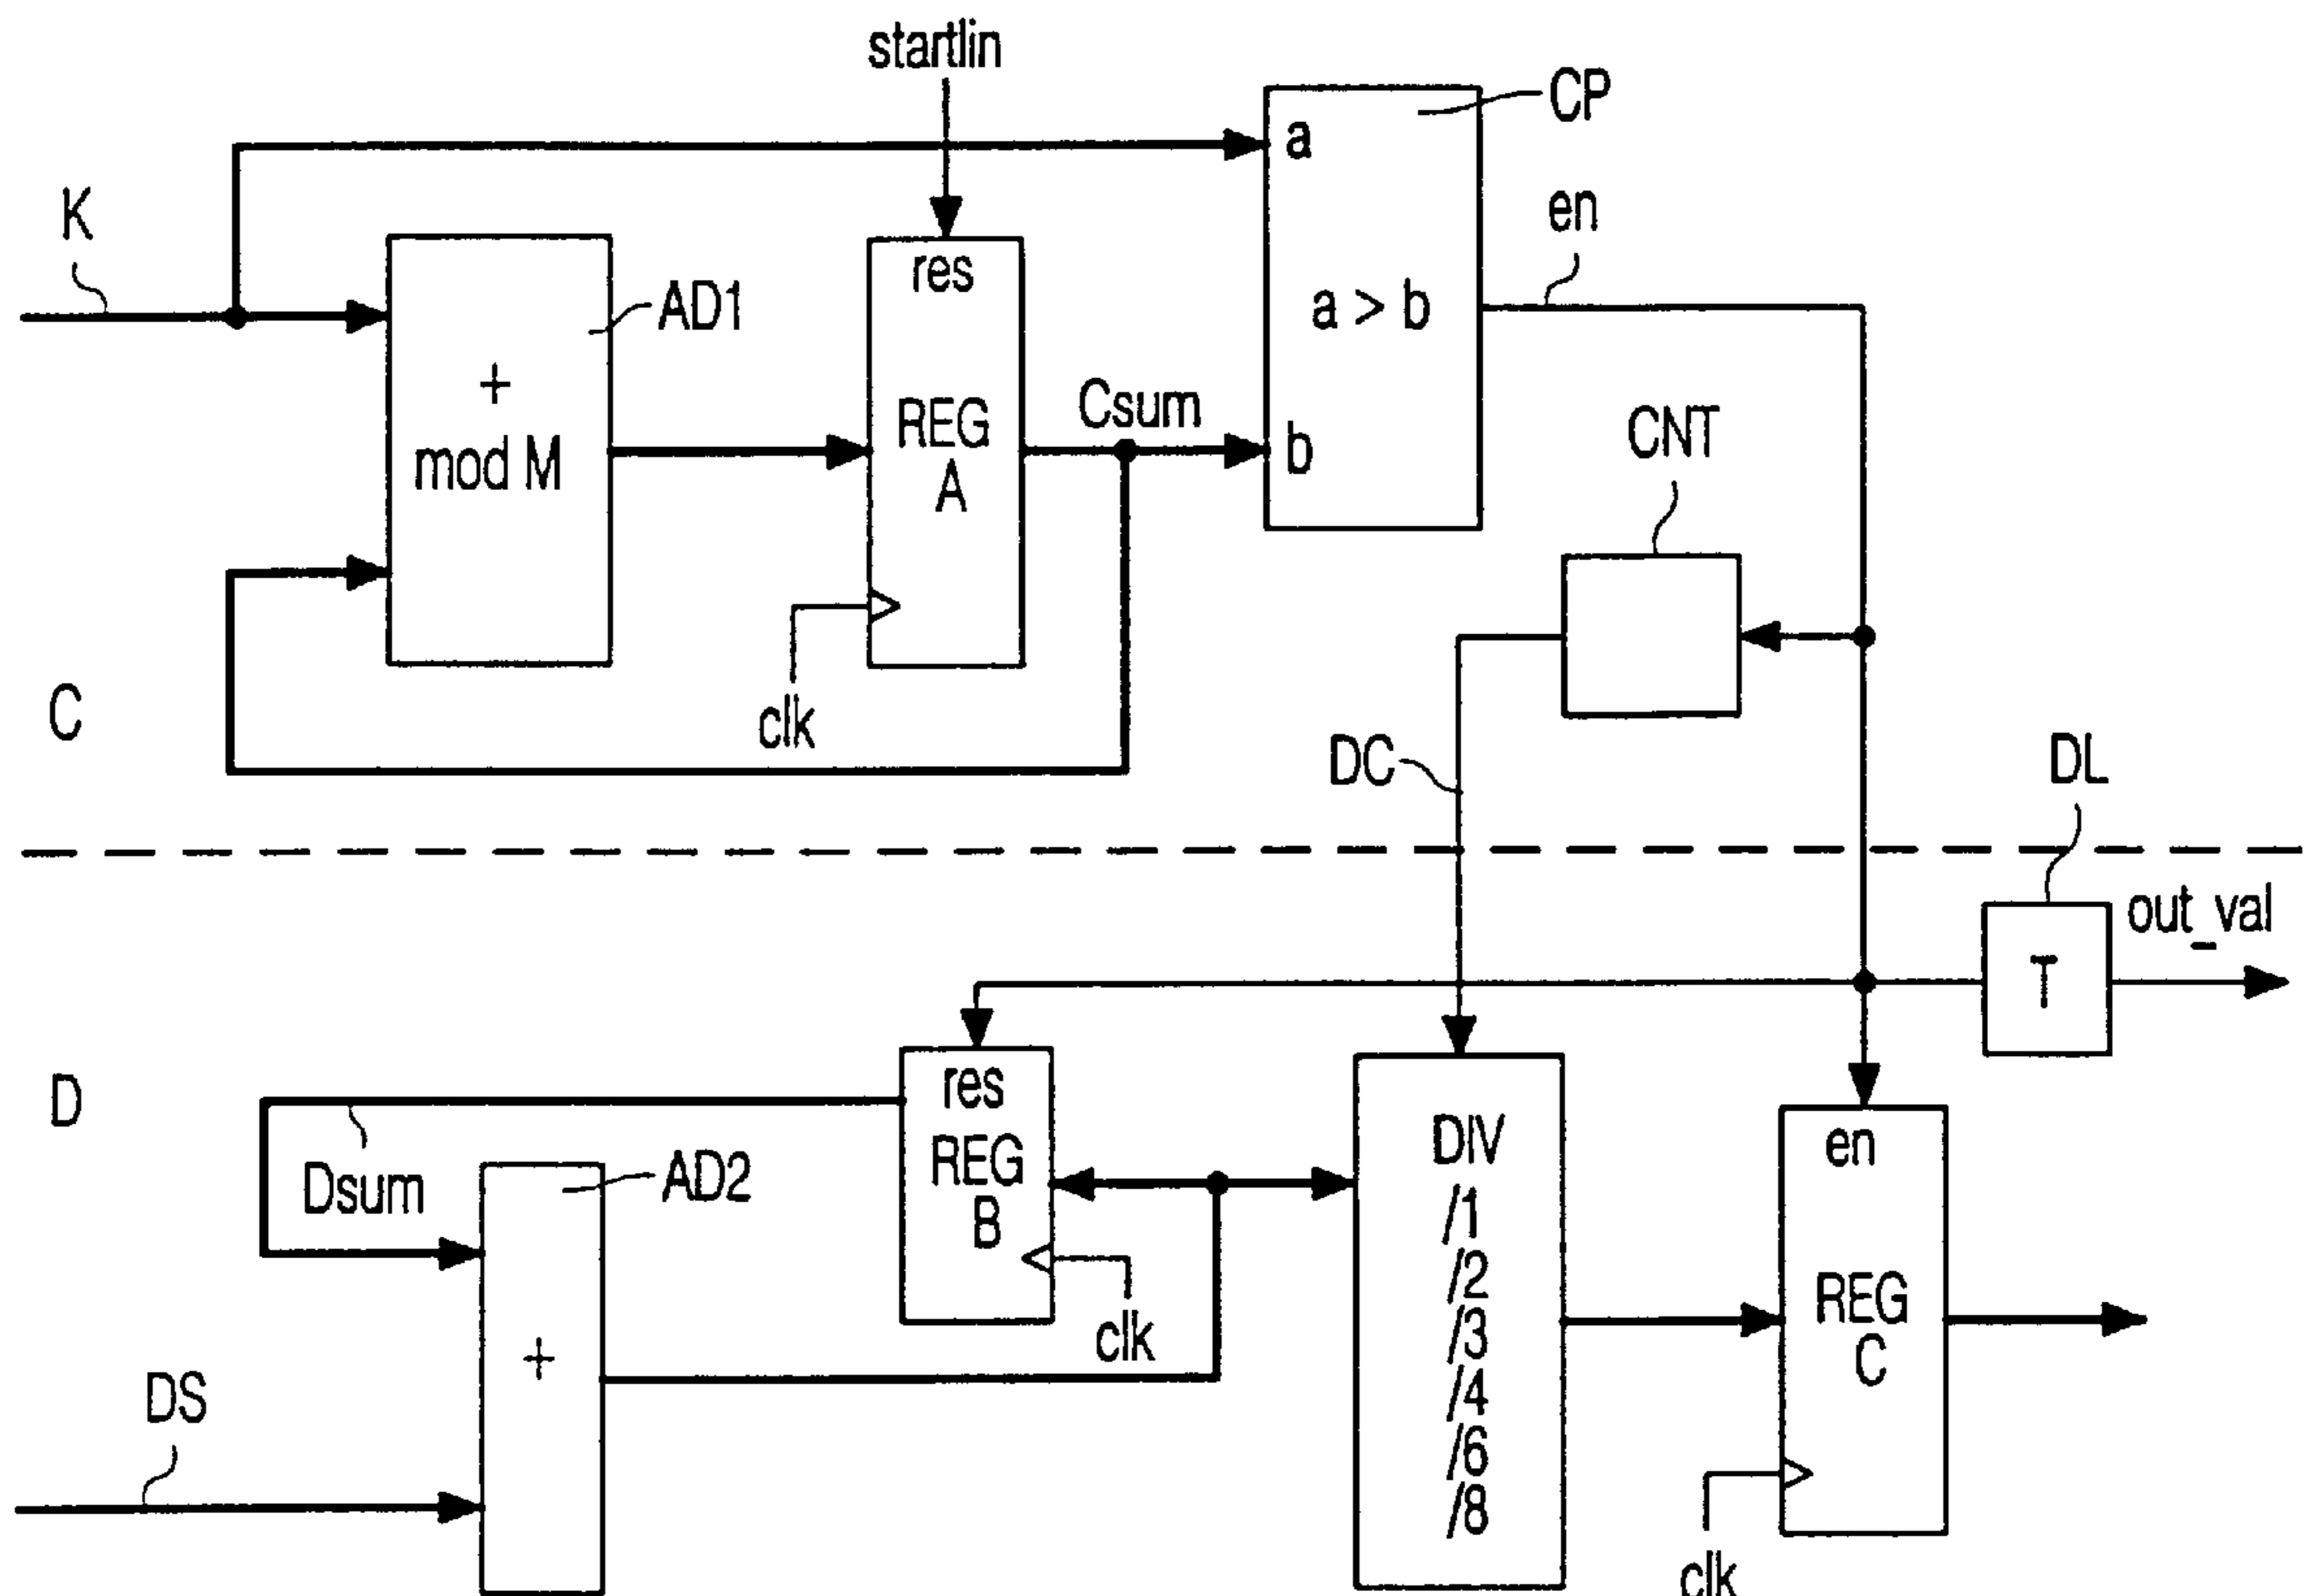 startlin
CP
a
K
en
res
AD1
a > b
+
Csum
REG
A
CNT
mod M
b
C
clk
DC
DL
out_val
T
D
res
DIV
en
Dsum
AD2
REG
B
/1
/2
REG
C
+
clk
/3
DS
/4
/6
/8
clk